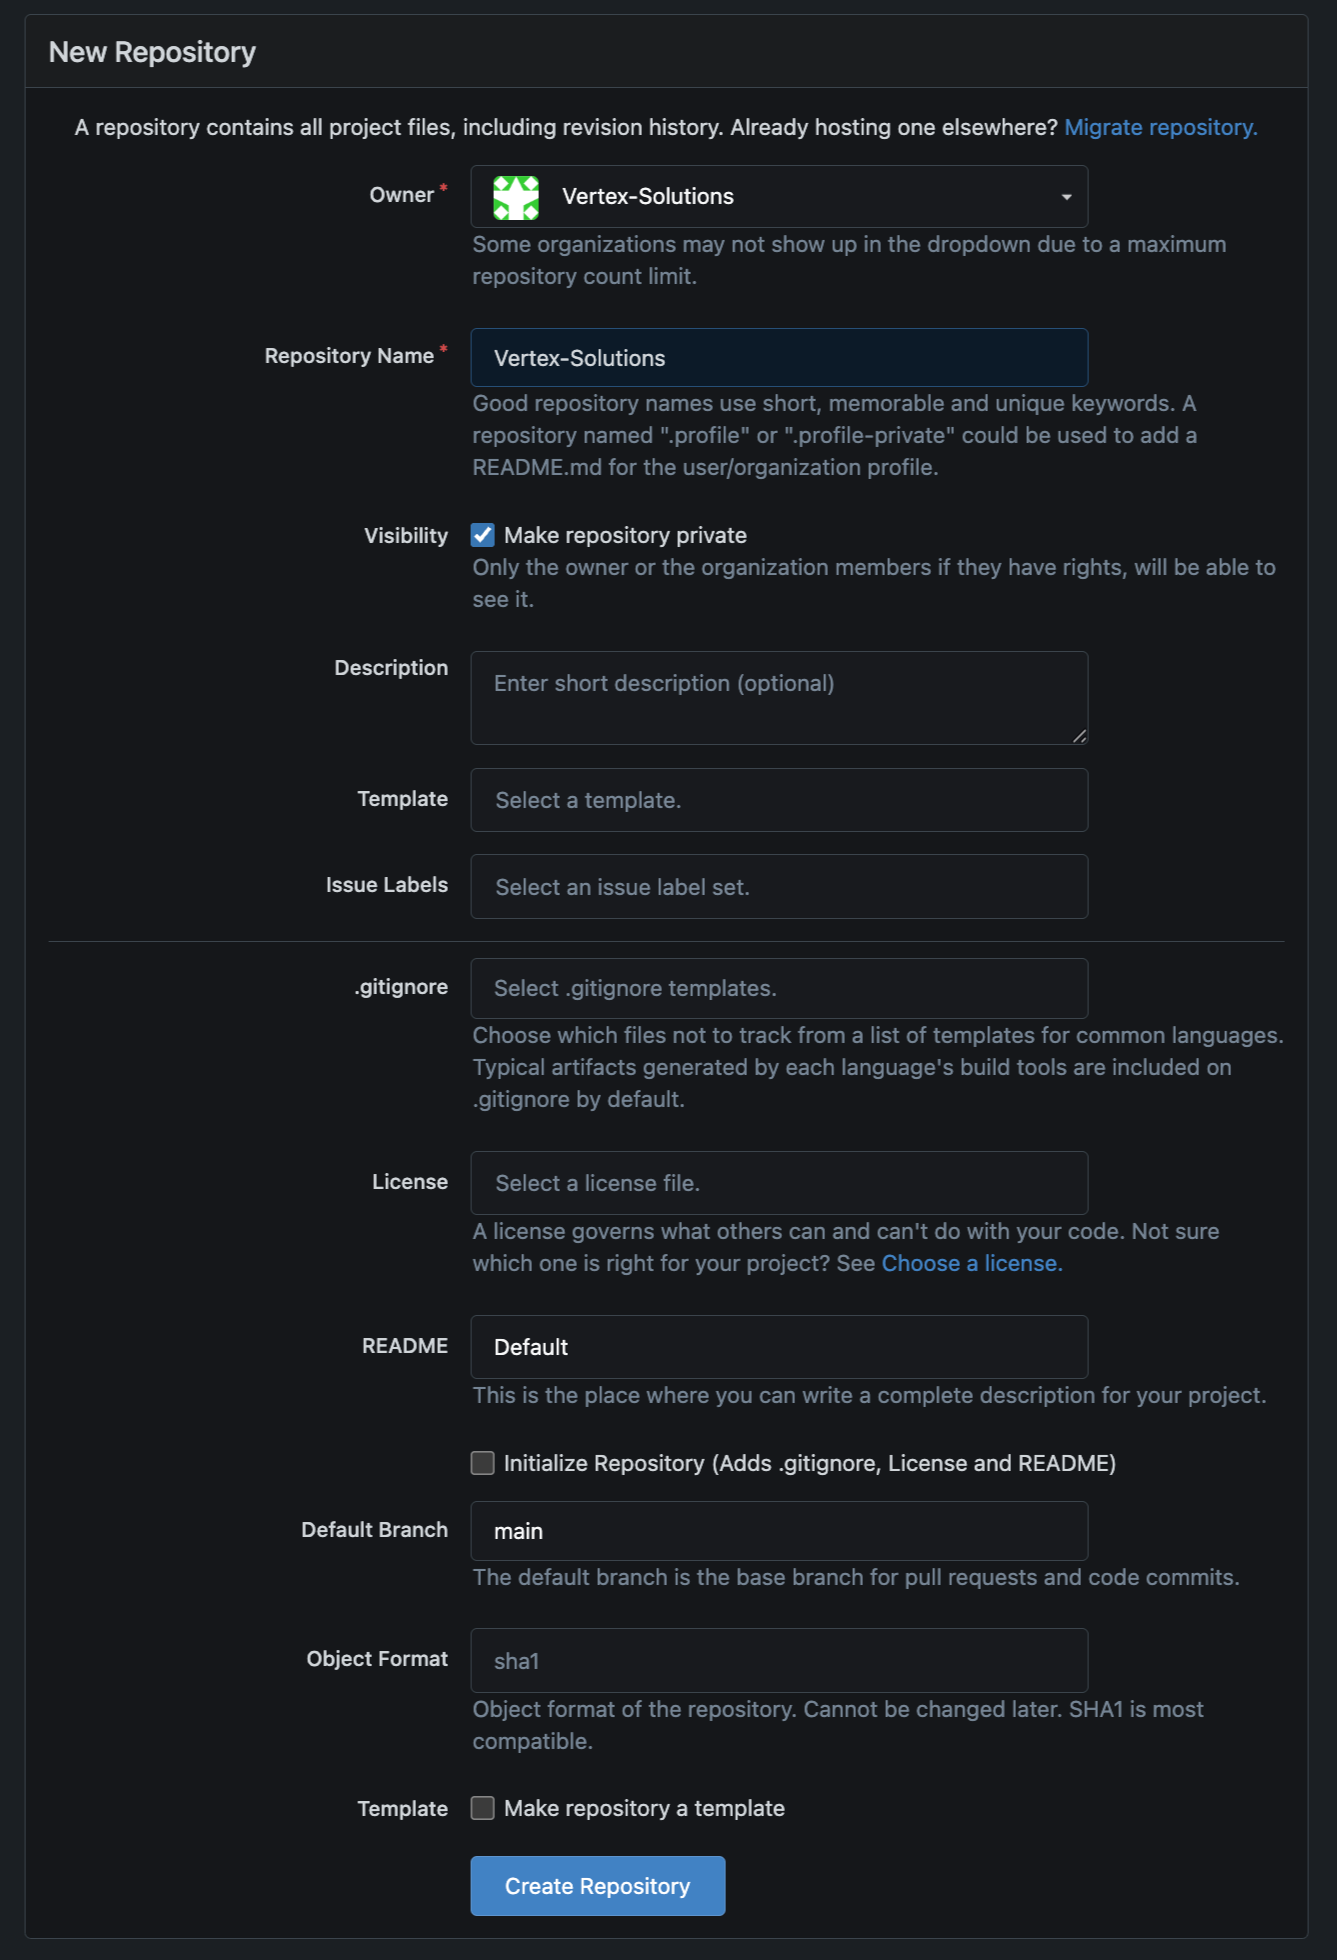 New Repository
A repository contains all project files, including revision history. Already hosting one elsewhere? Migrate repository.
Owner *
Vertex-Solutions
Some organizations may not show up in the dropdown due to a maximum
repository count limit.
Repository Name *
Vertex-Solutions
Good repository names use short, memorable and unique keywords. A
repository named ".profile" or ".profile-private" could be used to add a
README.md for the user/organization profile.
Visibility
Make repository private
Only the owner or the organization members if they have rights, will be able to
see it.
Description
Enter short description (optional)
Template
Select a template.
Issue Labels
Select an issue label set.
.gitignore
Select .gitignore templates.
Choose which files not to track from a list of templates for common languages.
Typical artifacts generated by each language's build tools are included on
.gitignore by default.
License
Select a license file.
A license governs what others can and can't do with your code. Not sure
which one is right for your project? See Choose a license.
README
Default
This is the place where you can write a complete description for your project.
Initialize Repository (Adds .gitignore, License and README)
Default Branch
main
The default branch is the base branch for pull requests and code commits.
Object Format
sha1
Object format of the repository. Cannot be changed later. SHA1 is most
compatible.
Template
Make repository a template
Create Repository